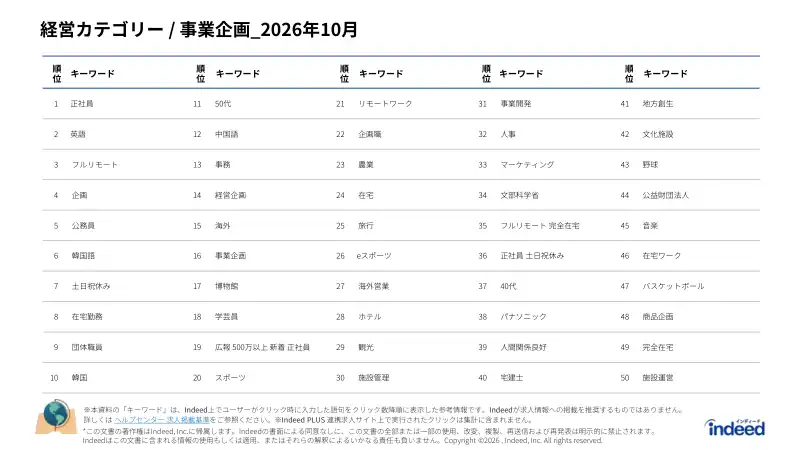 経営カテゴリー / 事業企画_2026年10月
順位 キーワード 順位 キーワード 順位 キーワード 順位 キーワード 順位 キーワード
1 正社員 11 50代 21 リモートワーク 31 事業開発 41 地方創生
2 英語 12 中国語 22 企画職 32 人事 42 文化施設
3 フルリモート 13 事務 23 農業 33 マーケティング 43 野球
4 企画 14 経営企画 24 在宅 34 文部科学省 44 公益財団法人
5 公務員 15 海外 25 旅行 35 フルリモート 完全在宅 45 音楽
6 韓国語 16 事業企画 26 eスポーツ 36 正社員 土日祝休み 46 在宅ワーク
7 土日祝休み 17 博物館 27 海外営業 37 40代 47 バスケットボール
8 在宅勤務 18 学芸員 28 ホテル 38 パナソニック 48 商品企画
9 団体職員 19 広報 500万以上 新着 正社員 29 観光 39 人間関係良好 49 完全在宅
10 韓国 20 スポーツ 30 施設管理 40 宅建士 50 施設運営
※本資料の「キーワード」は、Indeed上でユーザーがクリック時に入力した語句をクリック数降順に表示した参考情報です。Indeedが求人情報への掲載を推奨するものではありません。
詳しくは ヘルプセンター 求人掲載基準をご参照ください。※Indeed PLUS 連携求人サイト上で実行されたクリックは集計に含まれません。
*この文書の著作権はIndeed, Inc.に帰属します。Indeedの書面による同意なしに、この文書の全部または一部の使用、改変、複製、再送信および再発表は明示的に禁止されます。
Indeedはこの文書に含まれる情報の使用もしくは適用、またはそれらの解釈によるいかなる責任も負いません。Copyright ©2026 , Indeed, Inc. All rights reserved.
インディード
indeed